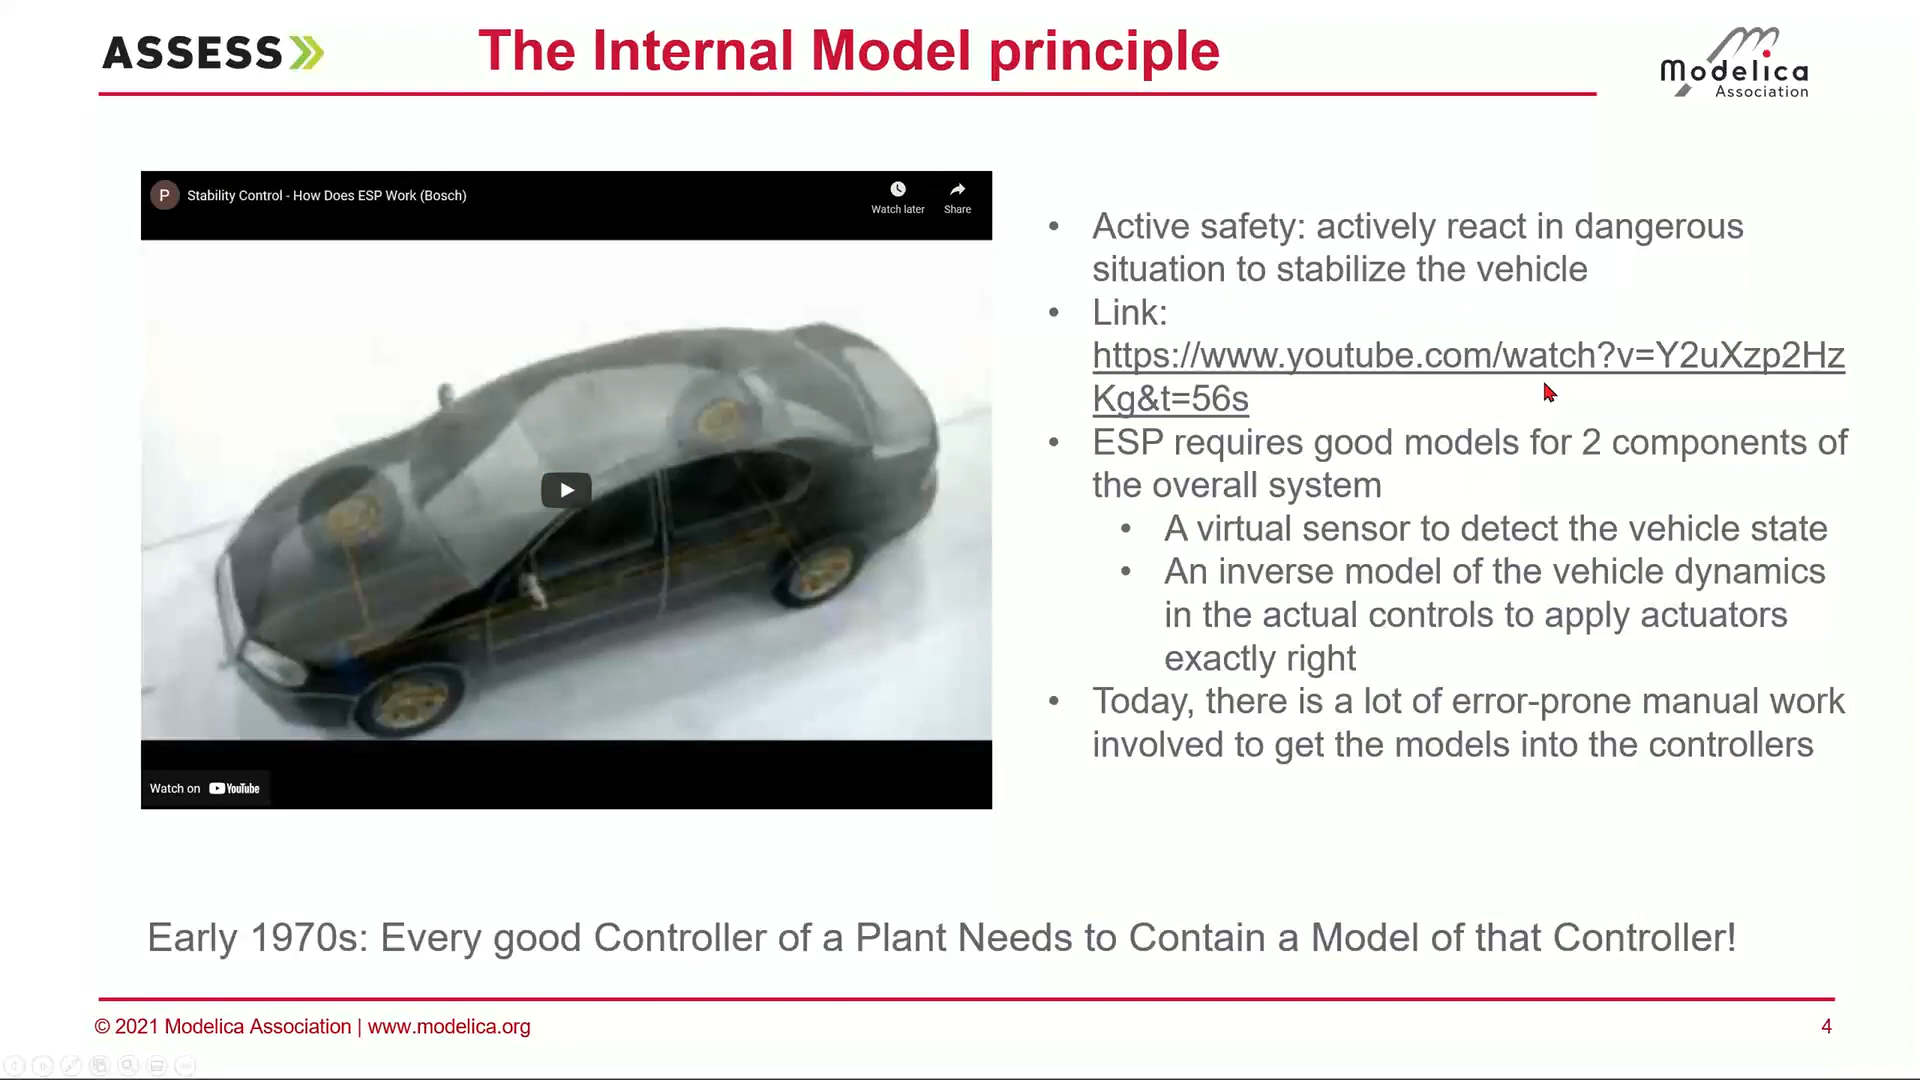 ASSESS
The Internal Model principle
Modelica
Association
P
Stability Control - How Does ESP Work (Bosch)
Watch later
Share
Watch on YouTube
• Active safety: actively react in dangerous
situation to stabilize the vehicle
• Link:
https://www.youtube.com/watch?v=Y2uXzp2Hz
Kg&t=56s
• ESP requires good models for 2 components of
the overall system
• A virtual sensor to detect the vehicle state
• An inverse model of the vehicle dynamics
in the actual controls to apply actuators
exactly right
• Today, there is a lot of error-prone manual work
involved to get the models into the controllers
Early 1970s: Every good Controller of a Plant Needs to Contain a Model of that Controller!
© 2021 Modelica Association | www.modelica.org
4